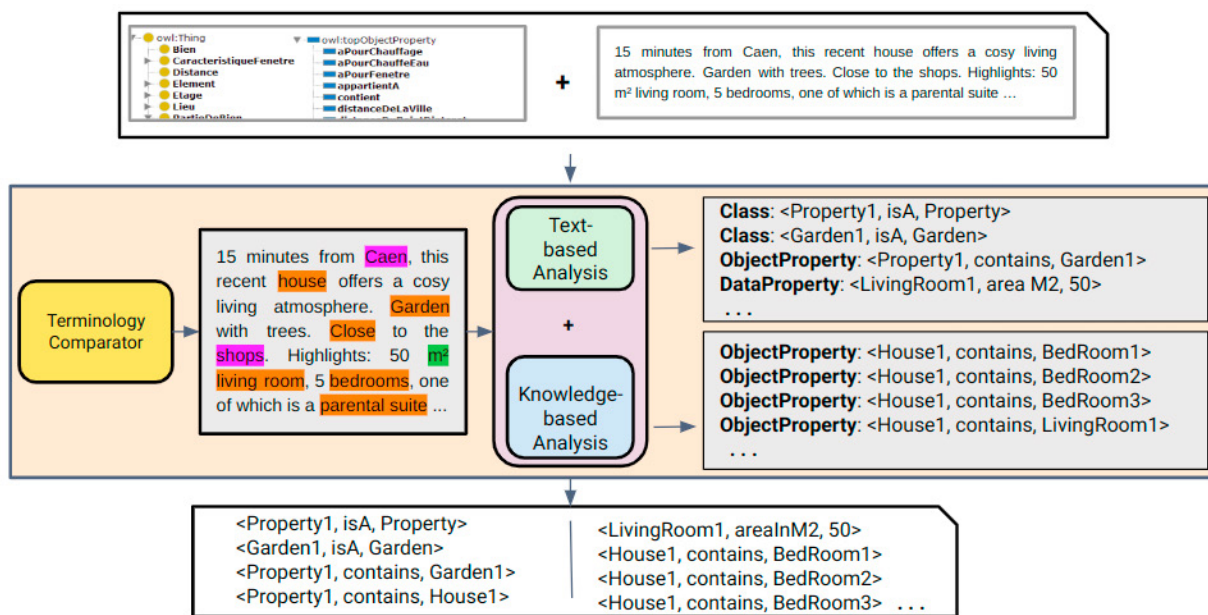 owl:Thing
Bien
CaracteristiqueFenetre
Distance
Element
Etage
Lieu
PartieDeBien
owl:topObjectProperty
aPourChauffage
aPourChauffeEau
aPourFenetre
appartientA
contient
distanceDeLaVille
+
15 minutes from Caen, this recent house offers a cosy living
atmosphere. Garden with trees. Close to the shops. Highlights: 50
m² living room, 5 bedrooms, one of which is a parental suite ...
Terminology
Comparator
15 minutes from Caen, this
recent house offers a cosy
living atmosphere. Garden
with trees. Close to the
shops. Highlights: 50 m²
living room, 5 bedrooms, one
of which is a parental suite ...
Text-
based
Analysis
+
Knowledge-
based
Analysis
Class: <Property1, isA, Property>
Class: <Garden1, isA, Garden>
ObjectProperty: <Property1, contains, Garden1>
DataProperty: <LivingRoom1, area M2, 50>
...
ObjectProperty: <House1, contains, BedRoom1>
ObjectProperty: <House1, contains, BedRoom2>
ObjectProperty: <House1, contains, BedRoom3>
ObjectProperty: <House1, contains, LivingRoom1>
...
<Property1, isA, Property>
<Garden1, isA, Garden>
<Property1, contains, Garden1>
<Property1, contains, House1>
<LivingRoom1, areaInM2, 50>
<House1, contains, BedRoom1>
<House1, contains, BedRoom2>
<House1, contains, BedRoom3> ...